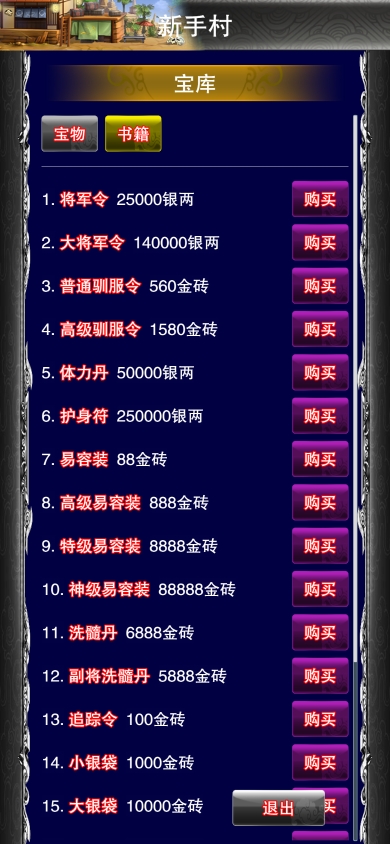 新手村
宝库
宝物 书籍
1. 将军令 25000银两 购买
2. 大将军令 140000银两 购买
3. 普通驯服令 560金砖 购买
4. 高级驯服令 1580金砖 购买
5. 体力丹 50000银两 购买
6. 护身符 250000银两 购买
7. 易容装 88金砖 购买
8. 高级易容装 888金砖 购买
9. 特级易容装 8888金砖 购买
10. 神级易容装 88888金砖 购买
11. 洗髓丹 6888金砖 购买
12. 副将洗髓丹 5888金砖 购买
13. 追踪令 100金砖 购买
14. 小银袋 1000金砖 购买
15. 大银袋 10000金砖 退出 买